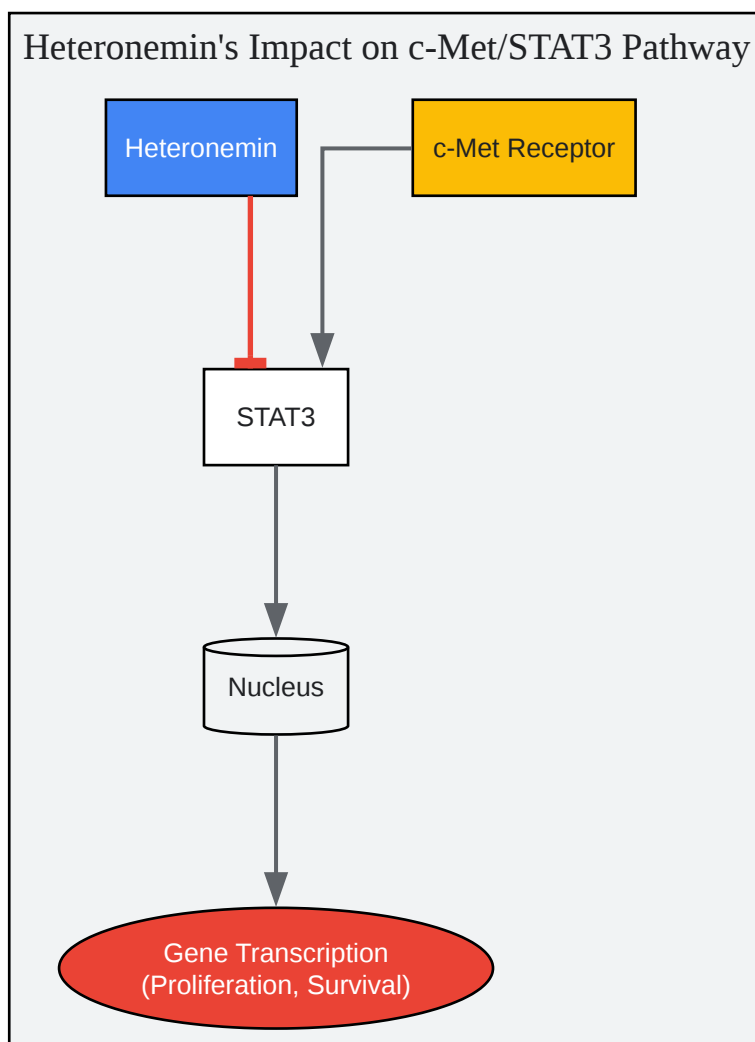 Heteronemin's Impact on c-Met/STAT3 Pathway
Heteronemin
c-Met Receptor
STAT3
Nucleus
Gene Transcription
(Proliferation, Survival)